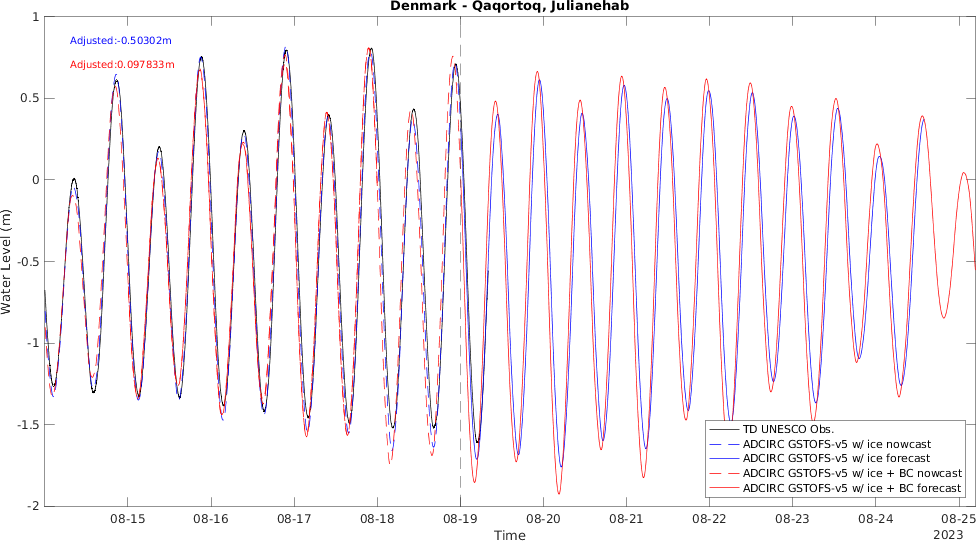 Denmark - Qaqortoq, Julianehab
Adjusted:-0.50302m
Adjusted:0.097833m
Water Level (m)
1
0.5
0
-0.5
-1
-1.5
-2
TD UNESCO Obs.
ADCIRC GSTOFS-v5 w/ ice nowcast
ADCIRC GSTOFS-v5 w/ ice forecast
ADCIRC GSTOFS-v5 w/ ice + BC nowcast
ADCIRC GSTOFS-v5 w/ ice + BC forecast
08-15 08-16 08-17 08-18 08-19 08-20 08-21 08-22 08-23 08-24 08-25
Time
2023